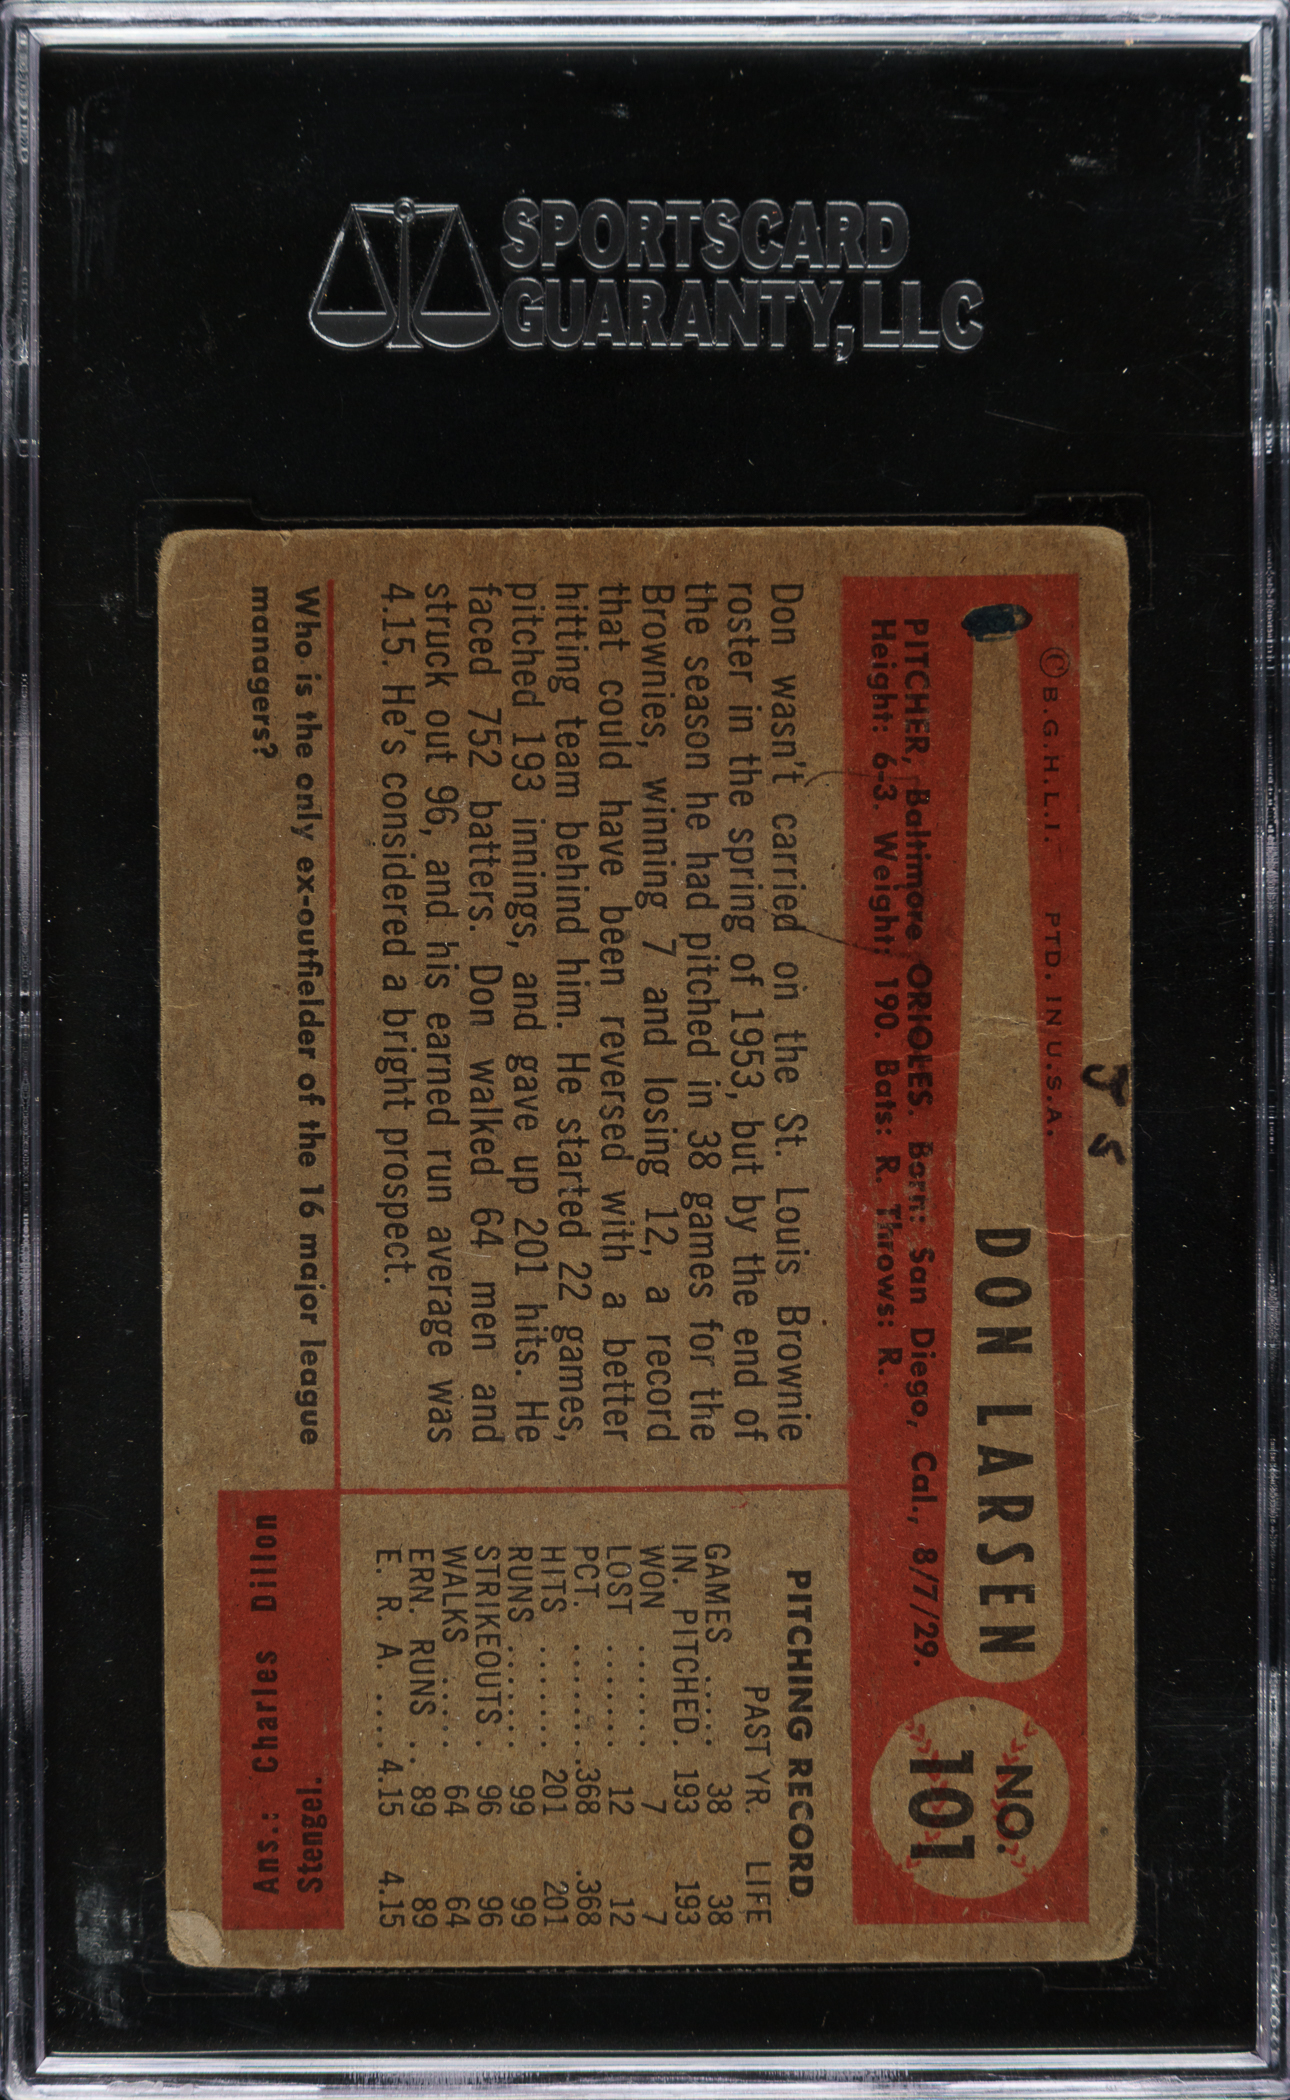 SPORTSCARD
GUARANTY, LLC
© B.G.H.L.I. PTD. IN U.S.A.
DON LARSEN
NO.
101
PITCHER, Baltimore ORIOLES. Born: San Diego, Cal., 8/7/29.
Height: 6-3. Weight: 190. Bats: R. Throws: R.
Don wasn't carried on the St. Louis Brownie
roster in the spring of 1953, but by the end of
the season he had pitched in 38 games for the
Brownies, winning 7 and losing 12, a record
that could have been reversed with a better
hitting team behind him. He started 22 games,
pitched 193 innings, and gave up 201 hits. He
faced 752 batters. Don walked 64 men and
struck out 96, and his earned run average was
4.15. He's considered a bright prospect.
PITCHING RECORD
PAST YR. LIFE
GAMES ..... 38 38
IN. PITCHED. 193 193
WON ...... 7 7
LOST ...... 12 12
PCT. ....... .368 .368
HITS ...... 201 201
RUNS ...... 99 99
STRIKEOUTS . 96 96
WALKS ..... 64 64
ERN. RUNS .. 89 89
E. R. A. .... 4.15 4.15
Who is the only ex-outfielder of the 16 major league
managers?
Stengel.
Ans.: Charles Dillon